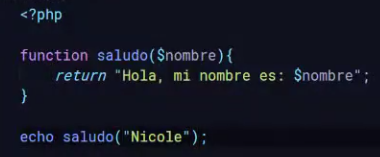 <?php
function saludo($nombre){
    return "Hola, mi nombre es: $nombre";
}
echo saludo("Nicole");